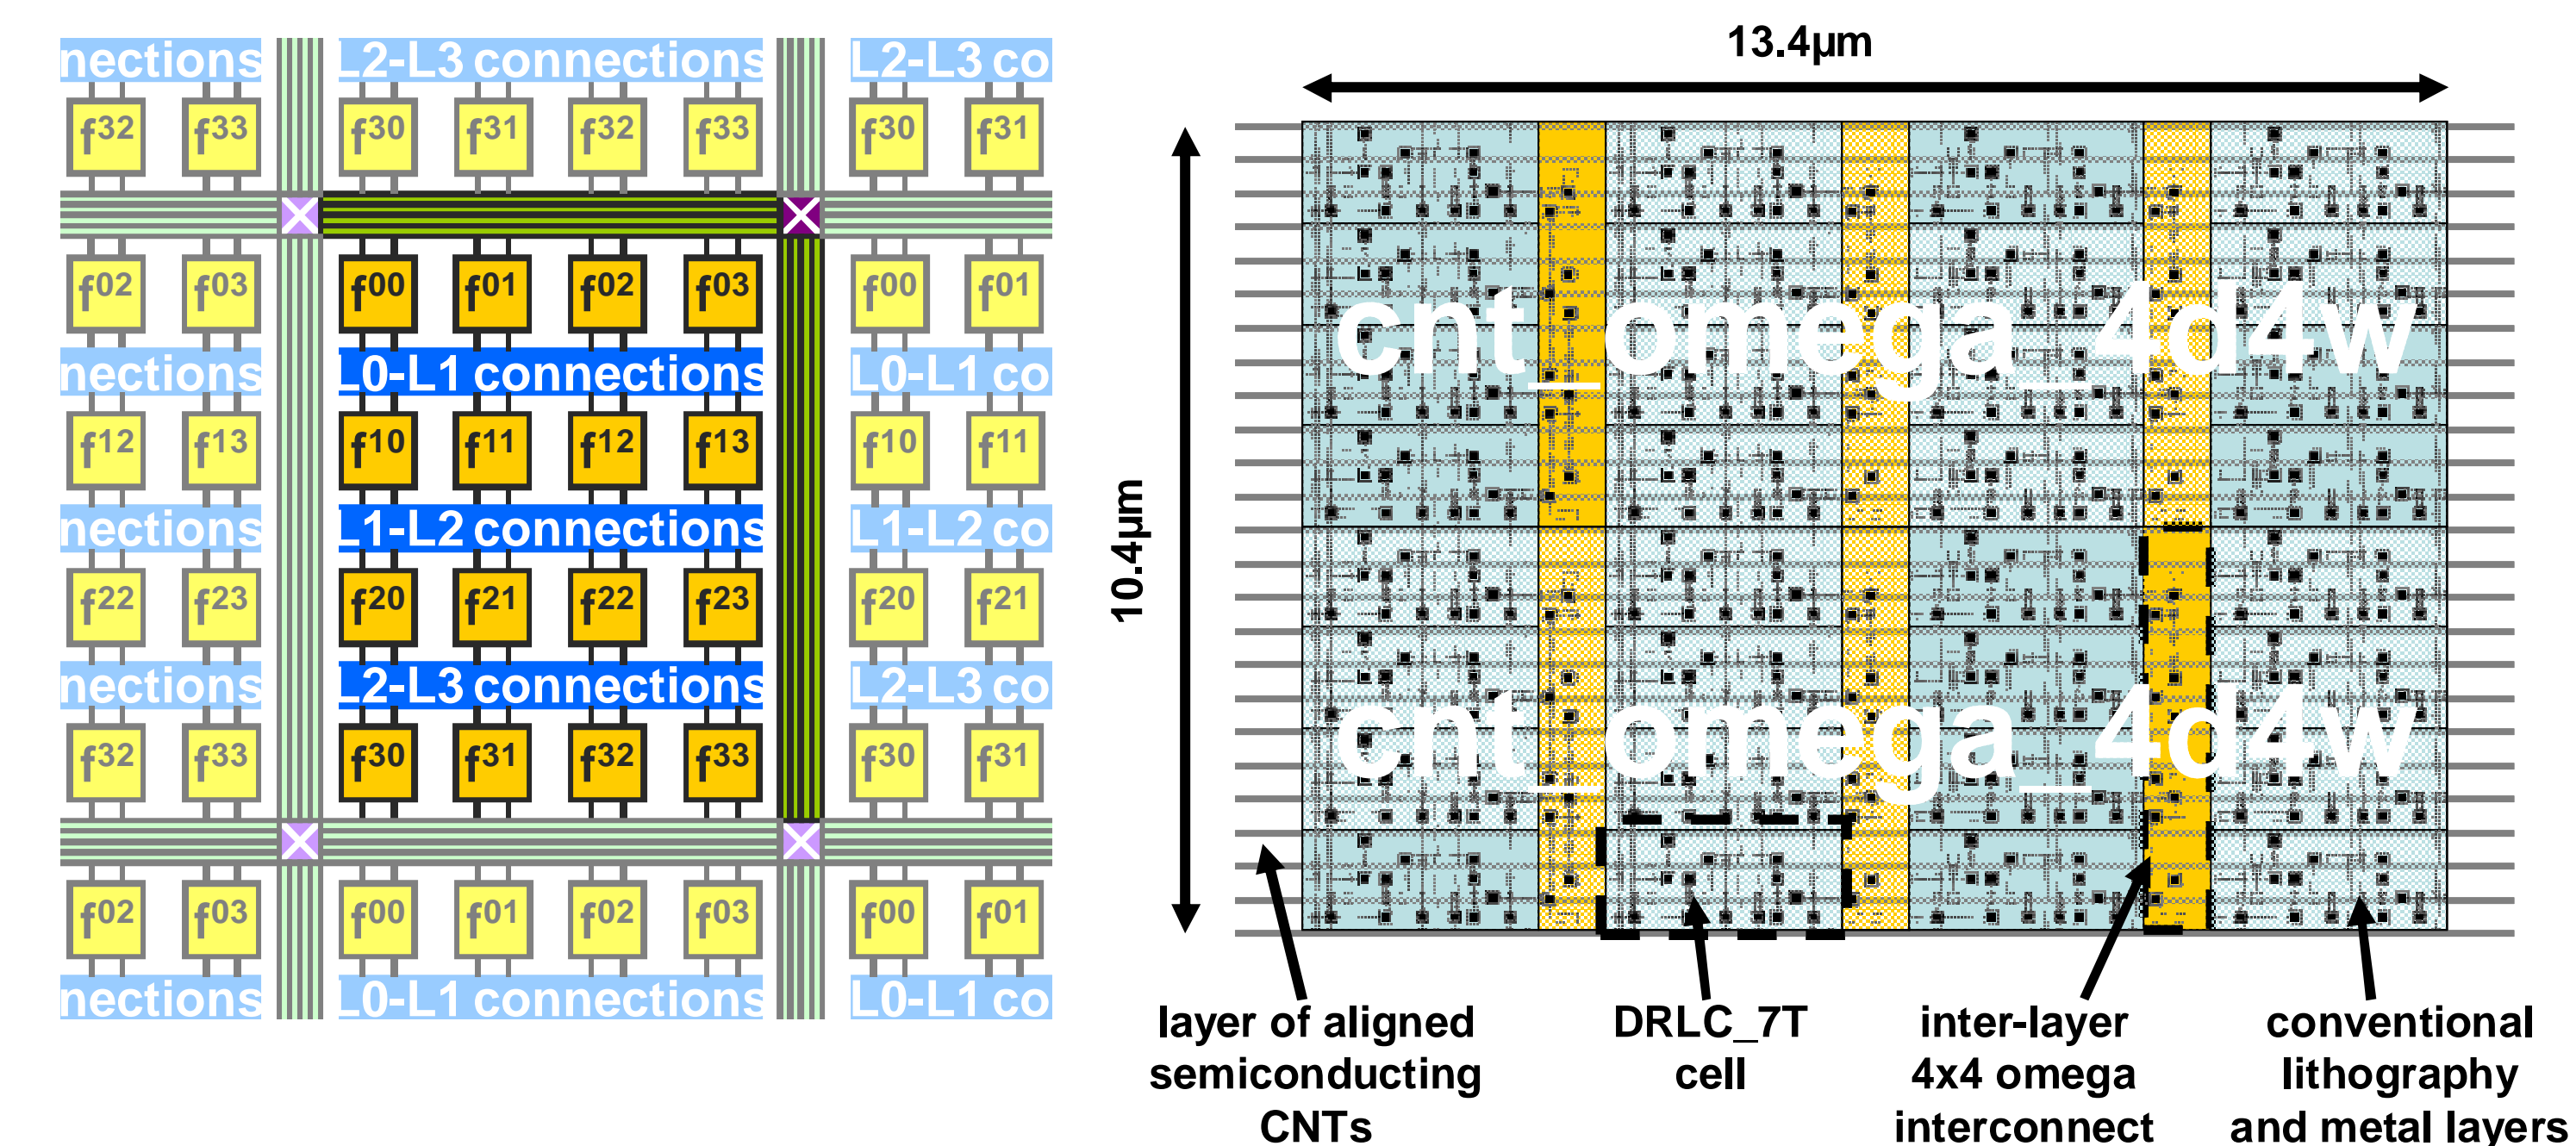 nections L2-L3 connections L2-L3 co
f32 f33 f30 f31 f32 f33 f30 f31
f02 f03 f00 f01 f02 f03 f00 f01
nections L0-L1 connections L0-L1 co
f12 f13 f10 f11 f12 f13 f10 f11
nections L1-L2 connections L1-L2 co
f22 f23 f20 f21 f22 f23 f20 f21
nections L2-L3 connections L2-L3 co
f32 f33 f30 f31 f32 f33 f30 f31
f02 f03 f00 f01 f02 f03 f00 f01
nections L0-L1 connections L0-L1 co
13.4µm
10.4µm
cnt_omega_4d4w
cnt_omega_4d4w
layer of aligned
semiconducting
CNTs
DRLC_7T
cell
inter-layer
4x4 omega
interconnect
conventional
lithography
and metal layers